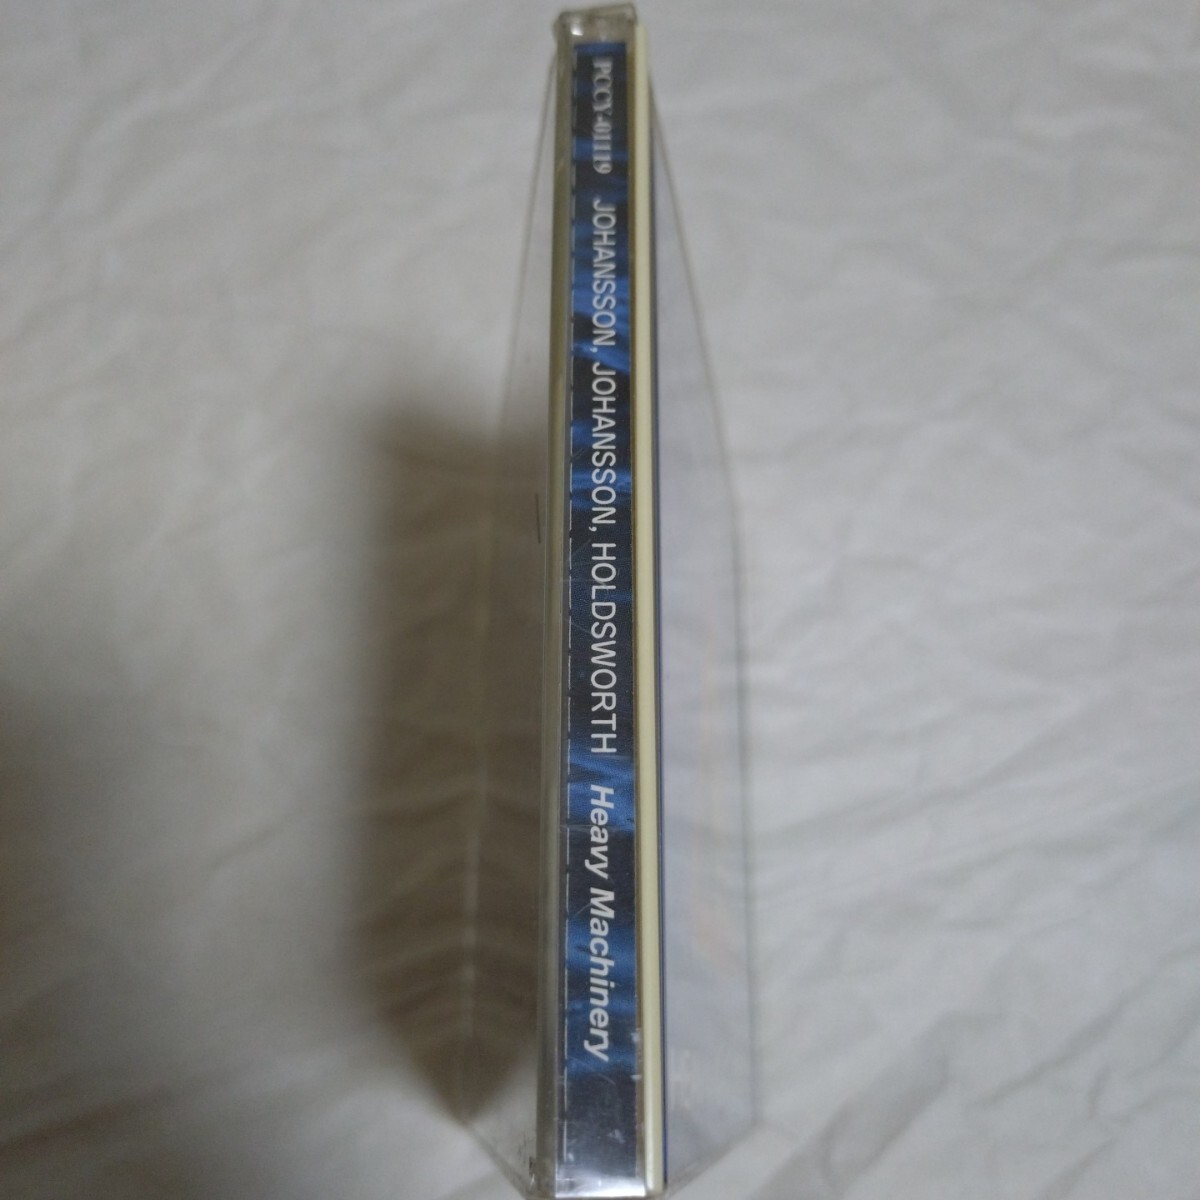 PCCY-01119 JOHANSSON, JOHANSSON, HOLDSWORTH Heavy Machinery